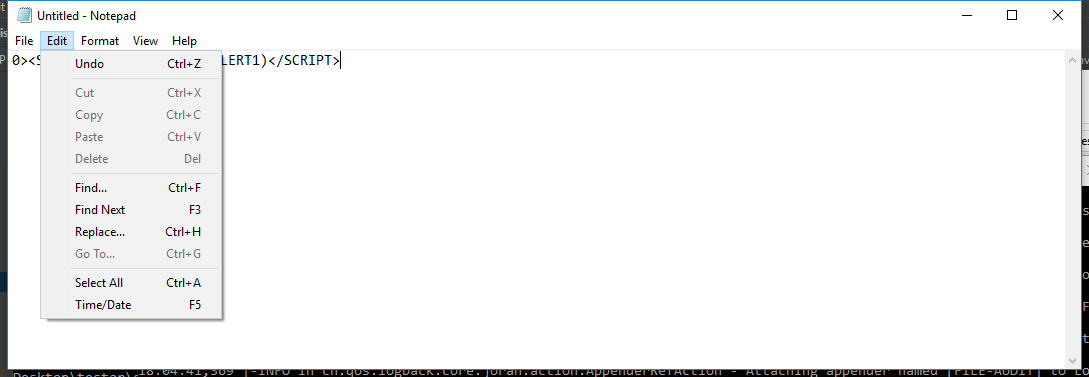 Untitled - Notepad
File Edit Format View Help
0><S LERT1)</SCRIPT>
Undo Ctrl+Z
Cut Ctrl+X
Copy Ctrl+C
Paste Ctrl+V
Delete Del
Find... Ctrl+F
Find Next F3
Replace... Ctrl+H
Go To... Ctrl+G
Select All Ctrl+A
Time/Date F5
18:04:41,369 |-INFO in ch.qos.logback.core.joran.action.AppenderRefAction - Attaching appender named [FILE-AUDIT] to
Desktop\testap\